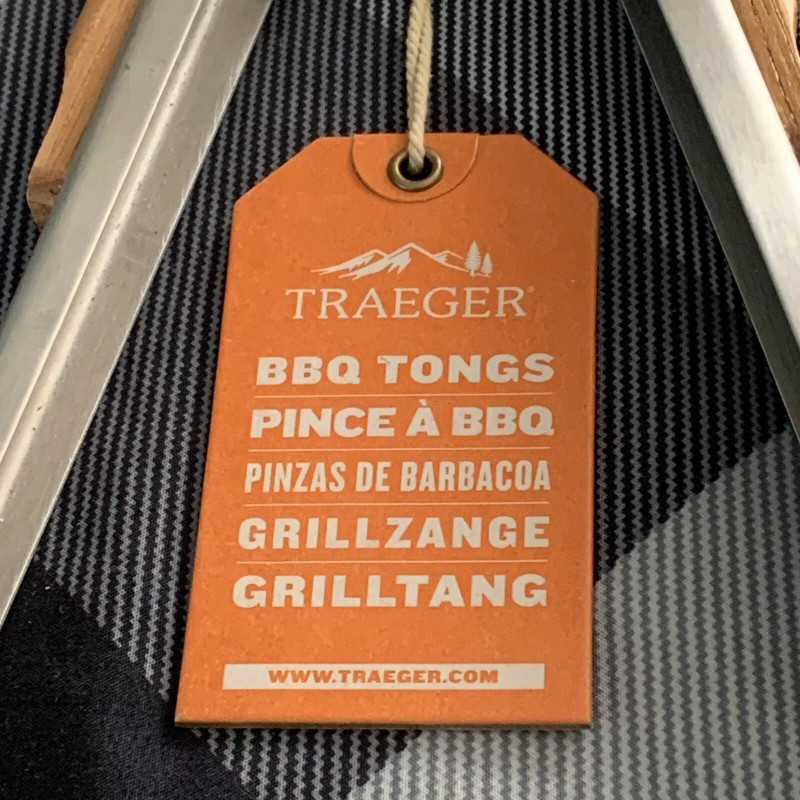 TRAEGER®
BBQ TONGS
PINCE À BBQ
PINZAS DE BARBACOA
GRILLZANGE
GRILLTANG
WWW.TRAEGER.COM